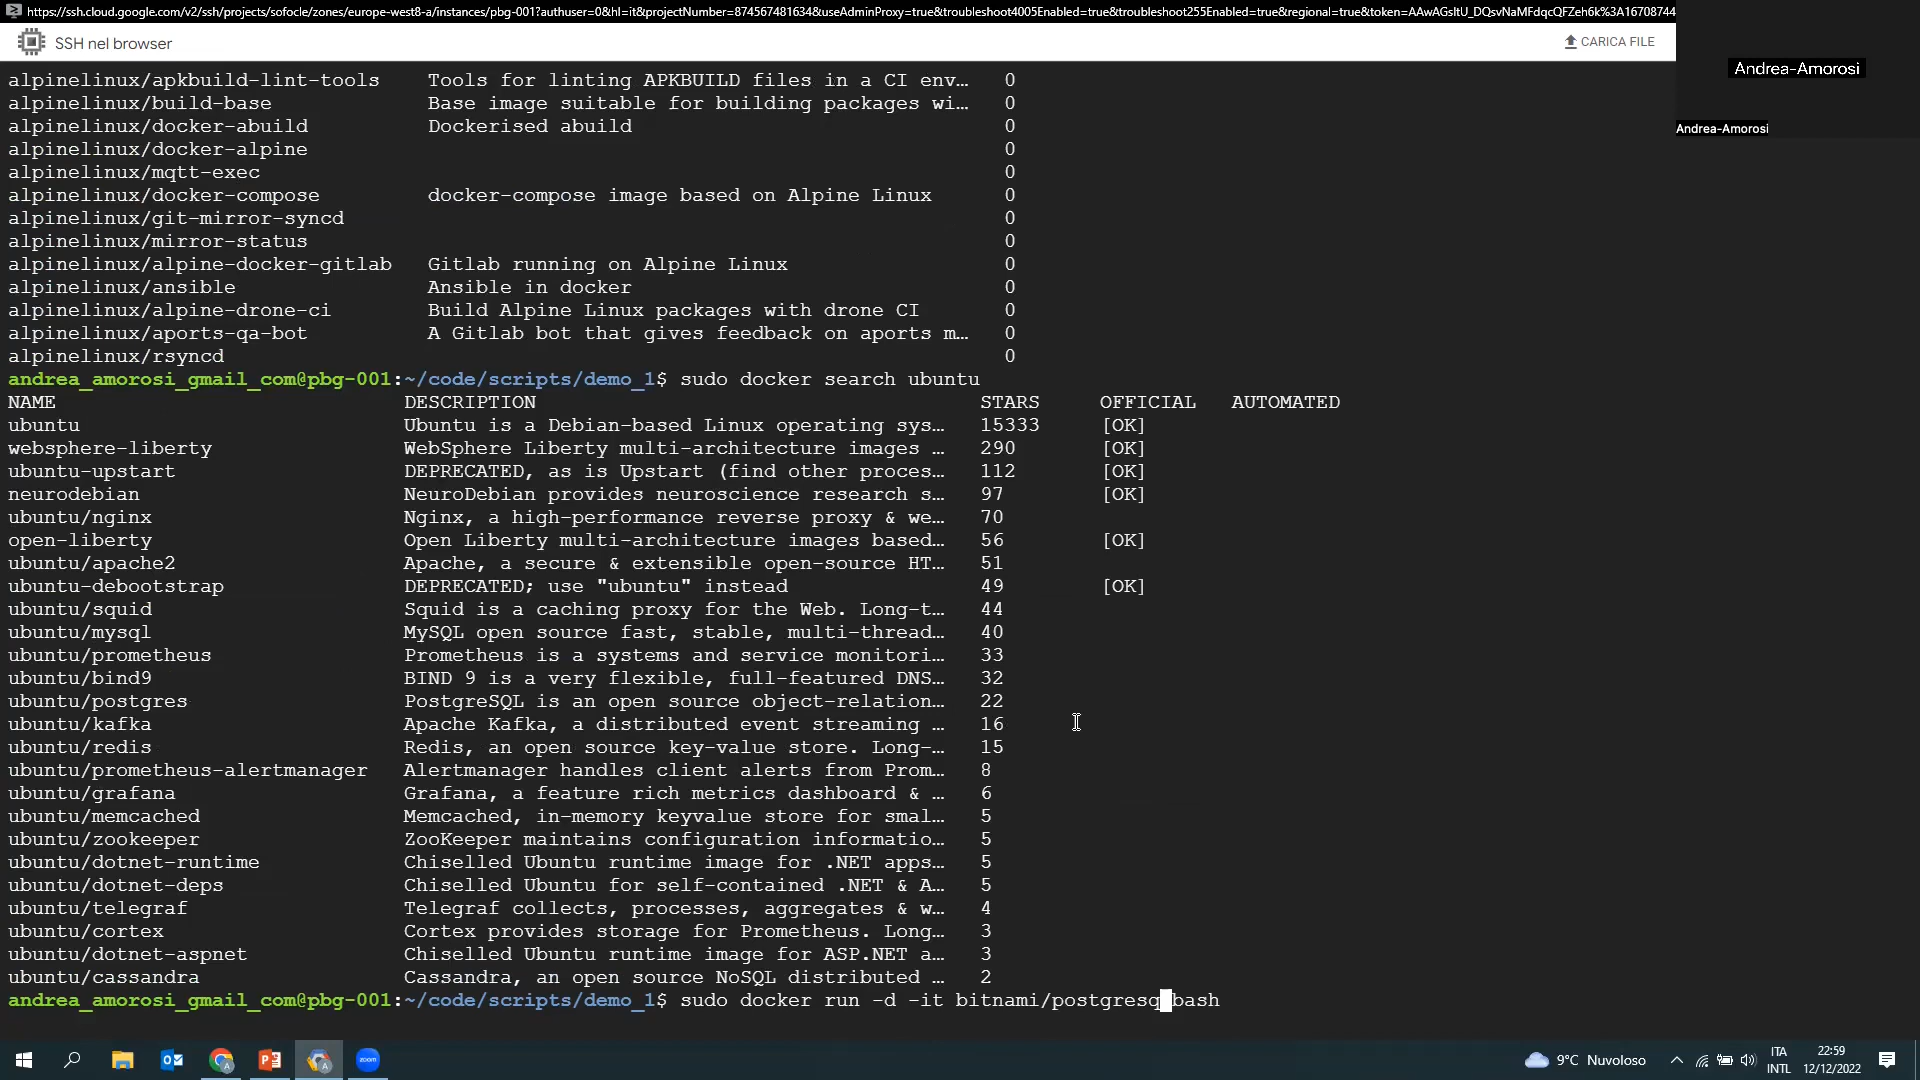 https://ssh.cloud.google.com/v2/ssh/projects/sofocle/zones/europe-west8-a/instances/pbg-001?authuser=0&hl=it&projectNumber=874567481634&useAdminProxy=true&troubleshoot4005Enabled=true&troubleshoot255Enabled=true&regional=true&token=AAwAGsltU_DQsvNaMFdqcQFZeh6k%3A16708744
SSH nel browser
CARICA FILE
Andrea-Amorosi
Andrea-Amorosi
alpinelinux/apkbuild-lint-tools Tools for linting APKBUILD files in a CI env… 0
alpinelinux/build-base Base image suitable for building packages wi… 0
alpinelinux/docker-abuild Dockerised abuild 0
alpinelinux/docker-alpine 0
alpinelinux/mqtt-exec 0
alpinelinux/docker-compose docker-compose image based on Alpine Linux 0
alpinelinux/git-mirror-syncd 0
alpinelinux/mirror-status 0
alpinelinux/alpine-docker-gitlab Gitlab running on Alpine Linux 0
alpinelinux/ansible Ansible in docker 0
alpinelinux/alpine-drone-ci Build Alpine Linux packages with drone CI 0
alpinelinux/aports-qa-bot A Gitlab bot that gives feedback on aports m… 0
alpinelinux/rsyncd 0
andrea_amorosi_gmail_com@pbg-001:~/code/scripts/demo_1$ sudo docker search ubuntu
NAME DESCRIPTION STARS OFFICIAL AUTOMATED
ubuntu Ubuntu is a Debian-based Linux operating sys… 15333 [OK]
websphere-liberty WebSphere Liberty multi-architecture images … 290 [OK]
ubuntu-upstart DEPRECATED, as is Upstart (find other proces… 112 [OK]
neurodebian NeuroDebian provides neuroscience research s… 97 [OK]
ubuntu/nginx Nginx, a high-performance reverse proxy & we… 70
open-liberty Open Liberty multi-architecture images based… 56 [OK]
ubuntu/apache2 Apache, a secure & extensible open-source HT… 51
ubuntu-debootstrap DEPRECATED; use "ubuntu" instead 49 [OK]
ubuntu/squid Squid is a caching proxy for the Web. Long-t… 44
ubuntu/mysql MySQL open source fast, stable, multi-thread… 40
ubuntu/prometheus Prometheus is a systems and service monitori… 33
ubuntu/bind9 BIND 9 is a very flexible, full-featured DNS… 32
ubuntu/postgres PostgreSQL is an open source object-relation… 22
ubuntu/kafka Apache Kafka, a distributed event streaming … 16
ubuntu/redis Redis, an open source key-value store. Long-… 15
ubuntu/prometheus-alertmanager Alertmanager handles client alerts from Prom… 8
ubuntu/grafana Grafana, a feature rich metrics dashboard & … 6
ubuntu/memcached Memcached, in-memory keyvalue store for smal… 5
ubuntu/zookeeper ZooKeeper maintains configuration informatio… 5
ubuntu/dotnet-runtime Chiselled Ubuntu runtime image for .NET apps… 5
ubuntu/dotnet-deps Chiselled Ubuntu for self-contained .NET & A… 5
ubuntu/telegraf Telegraf collects, processes, aggregates & w… 4
ubuntu/cortex Cortex provides storage for Prometheus. Long… 3
ubuntu/dotnet-aspnet Chiselled Ubuntu runtime image for ASP.NET a… 3
ubuntu/cassandra Cassandra, an open source NoSQL distributed … 2
andrea_amorosi_gmail_com@pbg-001:~/code/scripts/demo_1$ sudo docker run -d -it bitnami/postgresq bash
zoom
9°C Nuvoloso
ITA
INTL
22:59
12/12/2022